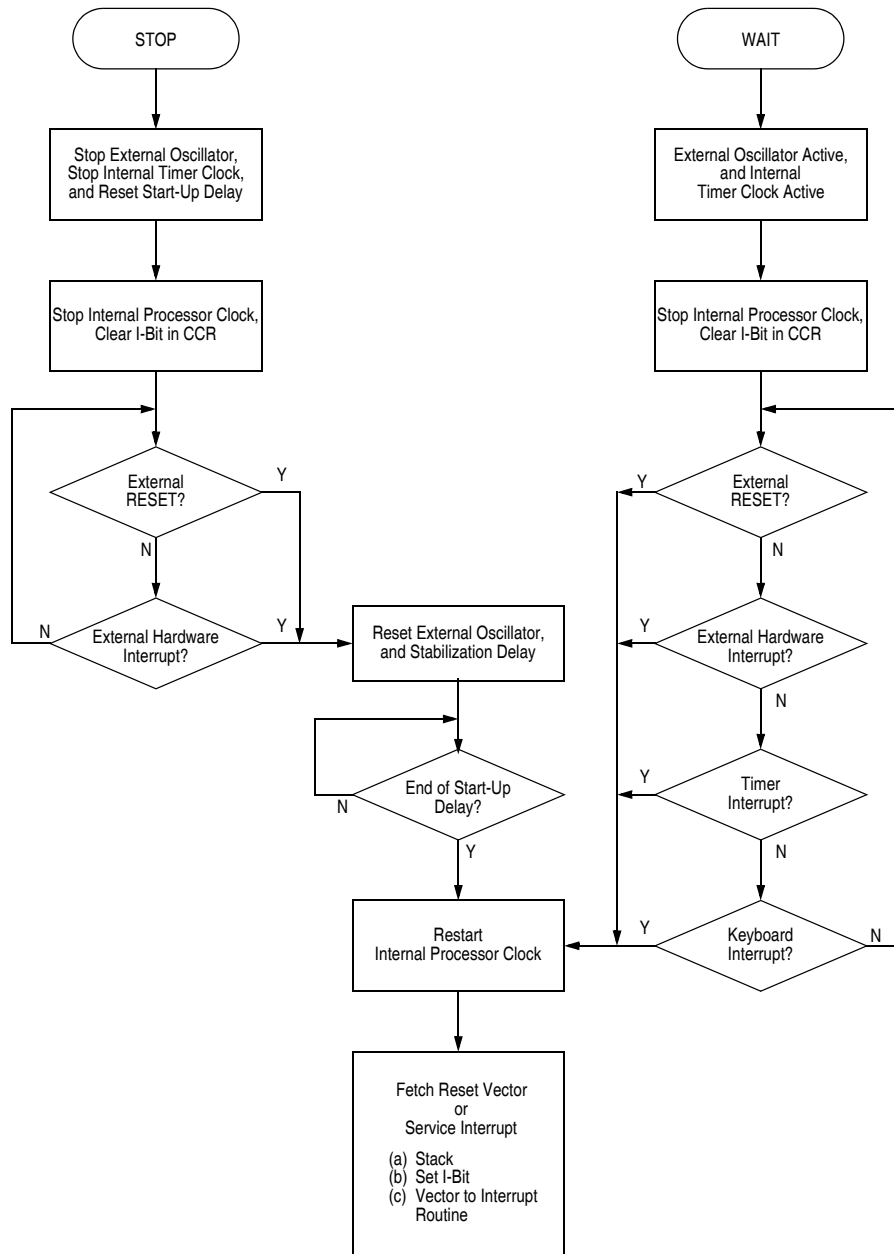 STOP
Stop External Oscillator,
Stop Internal Timer Clock,
and Reset Start-Up Delay
Stop Internal Processor Clock,
Clear I-Bit in CCR
External
RESET?
Y
N
External Hardware
Interrupt?
N
Y
Reset External Oscillator,
and Stabilization Delay
End of Start-Up
Delay?
N
Y
WAIT
External Oscillator Active,
and Internal
Timer Clock Active
Stop Internal Processor Clock,
Clear I-Bit in CCR
External
RESET?
Y
N
External Hardware
Interrupt?
Y
N
Timer
Interrupt?
Y
N
Keyboard
Interrupt?
Y
N
Restart
Internal Processor Clock
Fetch Reset Vector
or
Service Interrupt
(a) Stack
(b) Set I-Bit
(c) Vector to Interrupt
Routine